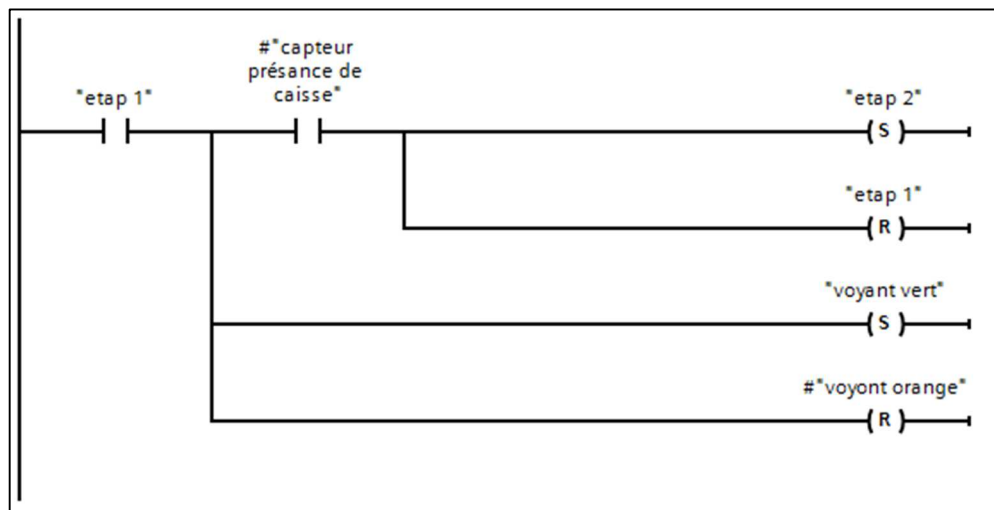 #"capteur
présance de
caisse"
"etap 1"
"etap 2"
S
"etap 1"
R
"voyant vert"
S
#"voyont orange"
R